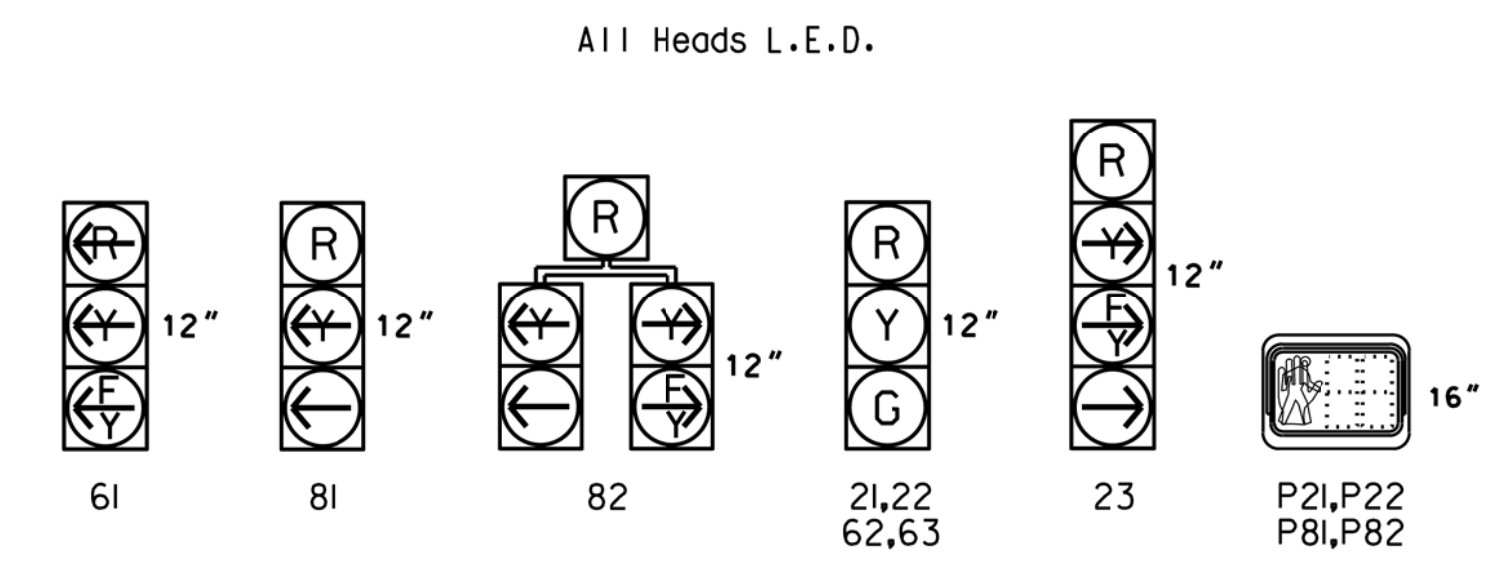 All Heads L.E.D.
R
Y
F
Y
12"
61
R
Y
12"
81
R
Y
Y
F
Y
12"
82
R
Y
G
12"
21,22
62,63
R
Y
F
Y
12"
23
16"
P21,P22
P81,P82